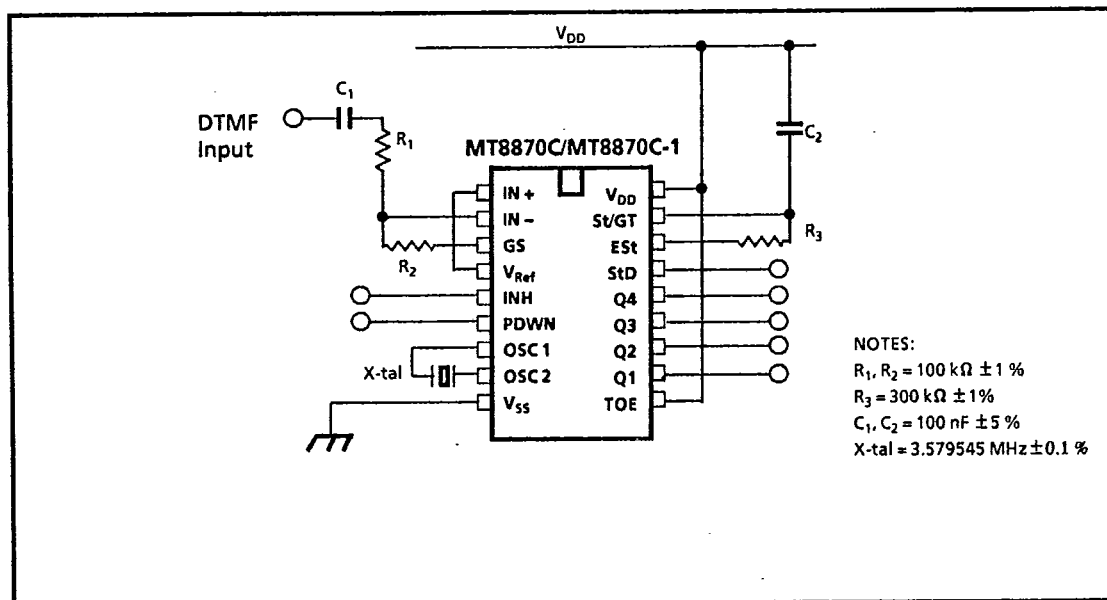 V_DD
C₁
DTMF
Input
R₁
C₂
MT8870C/MT8870C-1
IN +
IN −
GS
V_Ref
INH
PDWN
OSC 1
OSC 2
V_SS
V_DD
St/GT
ESt
StD
Q4
Q3
Q2
Q1
TOE
R₂
R₃
X-tal
NOTES:
R₁, R₂ = 100 kΩ ±1 %
R₃ = 300 kΩ ±1%
C₁, C₂ = 100 nF ±5 %
X-tal = 3.579545 MHz ±0.1 %